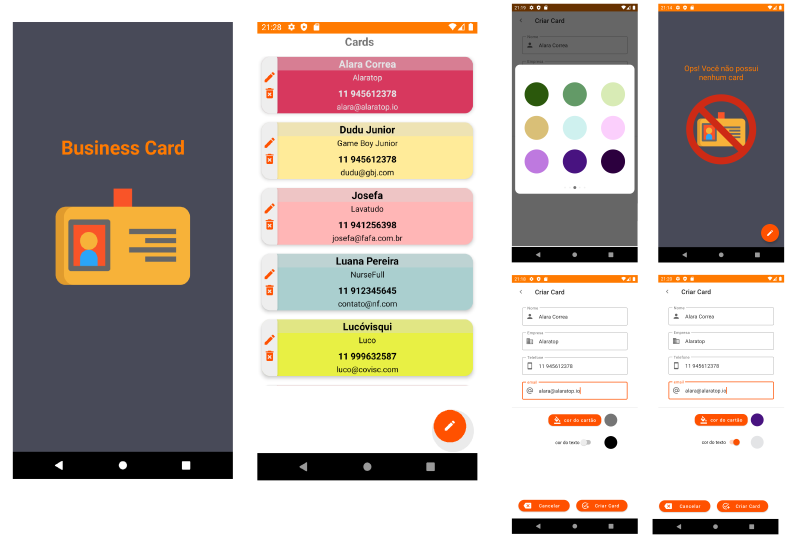 Business Card
21:28
Cards
Alara Correa
Alaratop
11 945612378
alara@alaratop.io
Dudu Junior
Game Boy Junior
11 945612378
dudu@gbj.com
Josefa
Lavatudo
11 941256398
josefa@fafa.com.br
Luana Pereira
NurseFull
11 912345645
contato@nf.com
Lucóvisqui
Luco
11 999632587
luco@covisc.com
21:19
Criar Card
Alara Correa
21:14
Ops! Você não possui
nenhum card
Criar Card
Nome
Alara Correa
Empresa
Alaratop
Telefone
11 945612378
email
alara@alaratop.io
cor do cartão
cor do texto
Cancelar
Criar Card
Criar Card
Nome
Alara Correa
Empresa
Alaratop
Telefone
11 945612378
email
alara@alaratop.io
cor do cartão
cor do texto
Cancelar
Criar Card